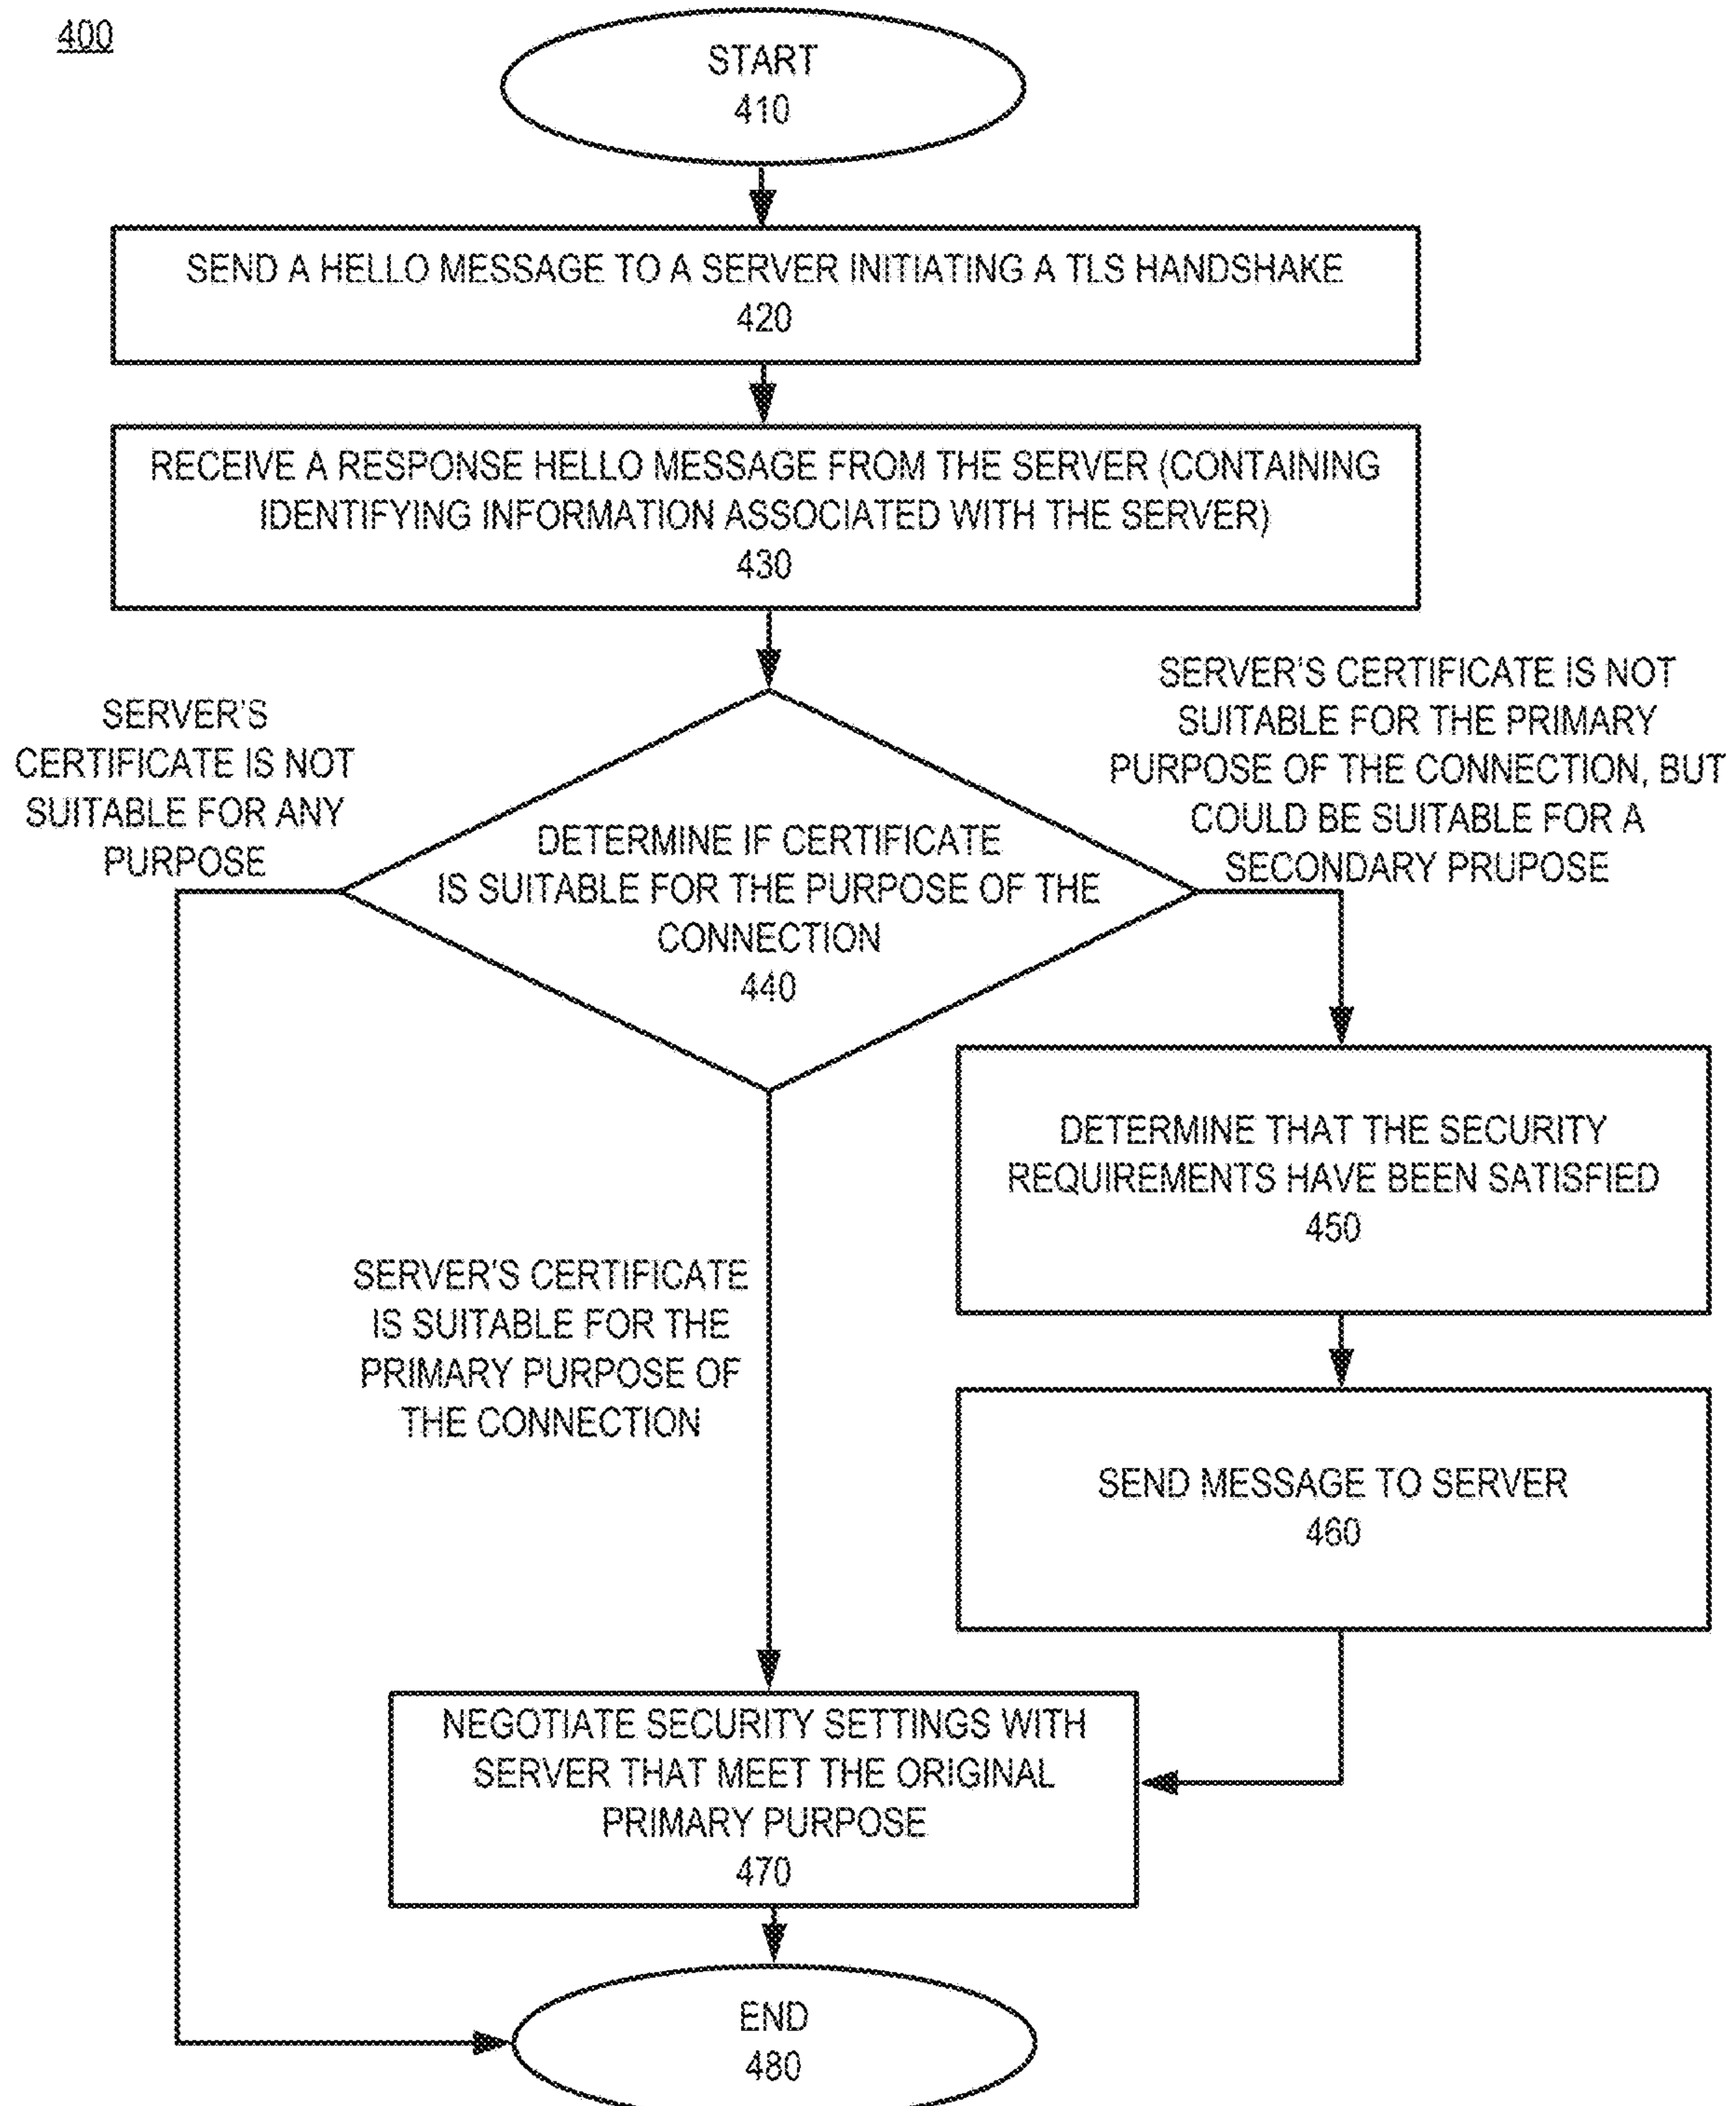 400
START
410
SEND A HELLO MESSAGE TO A SERVER INITIATING A TLS HANDSHAKE
420
RECEIVE A RESPONSE HELLO MESSAGE FROM THE SERVER (CONTAINING
IDENTIFYING INFORMATION ASSOCIATED WITH THE SERVER)
430
SERVER'S
CERTIFICATE IS NOT
SUITABLE FOR ANY
PURPOSE
SERVER'S CERTIFICATE IS NOT
SUITABLE FOR THE PRIMARY
PURPOSE OF THE CONNECTION, BUT
COULD BE SUITABLE FOR A
SECONDARY PRUPOSE
DETERMINE IF CERTIFICATE
IS SUITABLE FOR THE PURPOSE OF THE
CONNECTION
440
DETERMINE THAT THE SECURITY
REQUIREMENTS HAVE BEEN SATISFIED
450
SERVER'S CERTIFICATE
IS SUITABLE FOR THE
PRIMARY PURPOSE OF
THE CONNECTION
SEND MESSAGE TO SERVER
460
NEGOTIATE SECURITY SETTINGS WITH
SERVER THAT MEET THE ORIGINAL
PRIMARY PURPOSE
470
END
480